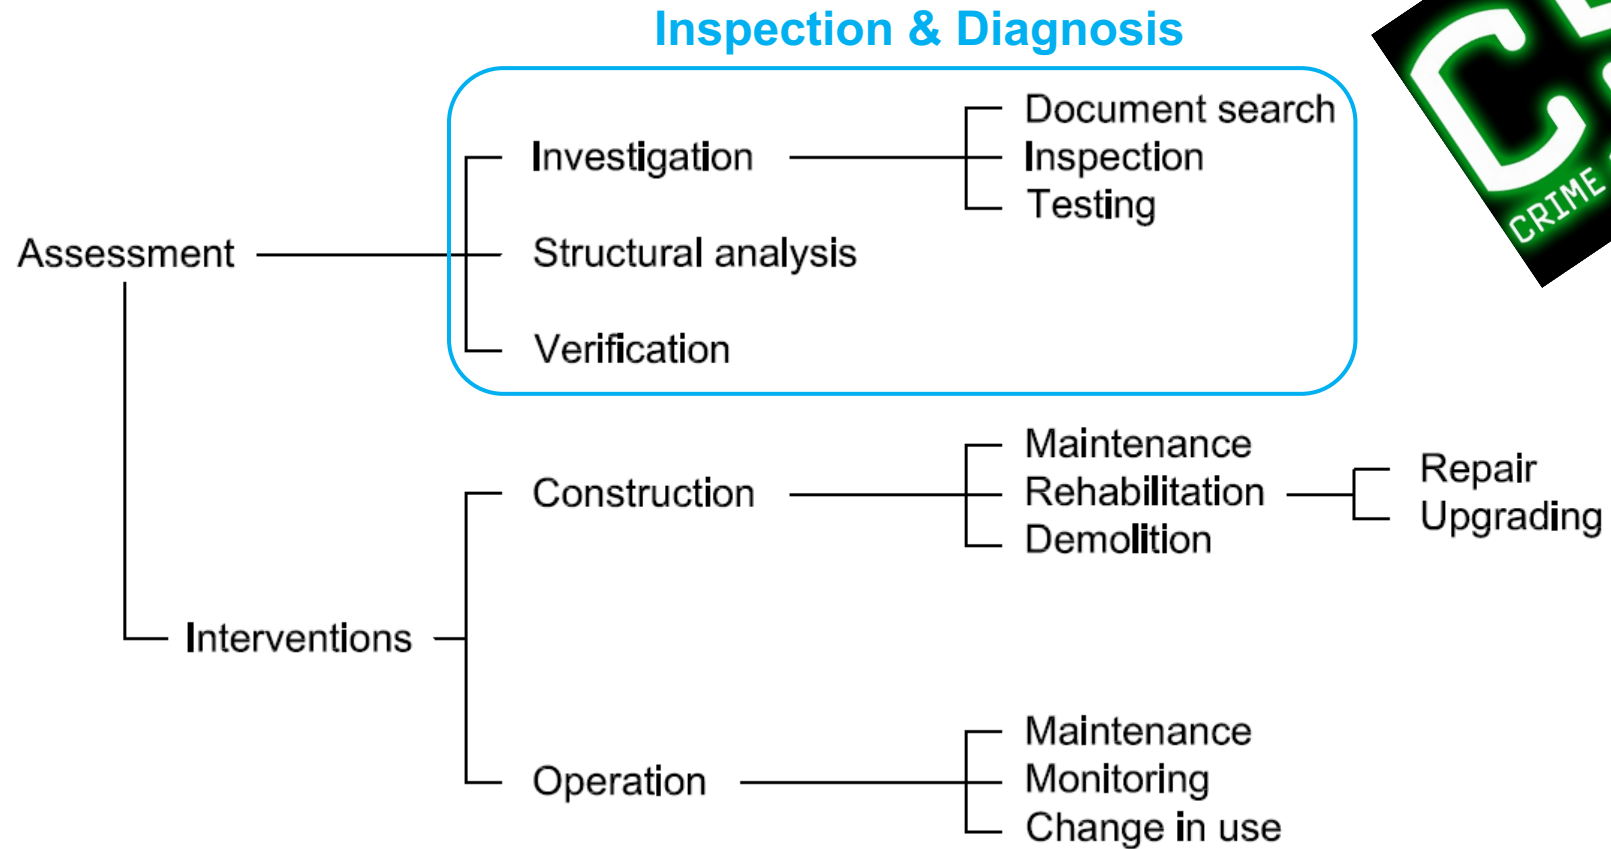 Inspection & Diagnosis
Document search
Investigation
Inspection
Testing
Assessment
Structural analysis
Verification
Maintenance
Construction
Rehabilitation
Repair
Upgrading
Demolition
Interventions
Maintenance
Operation
Monitoring
Change in use
CRIME